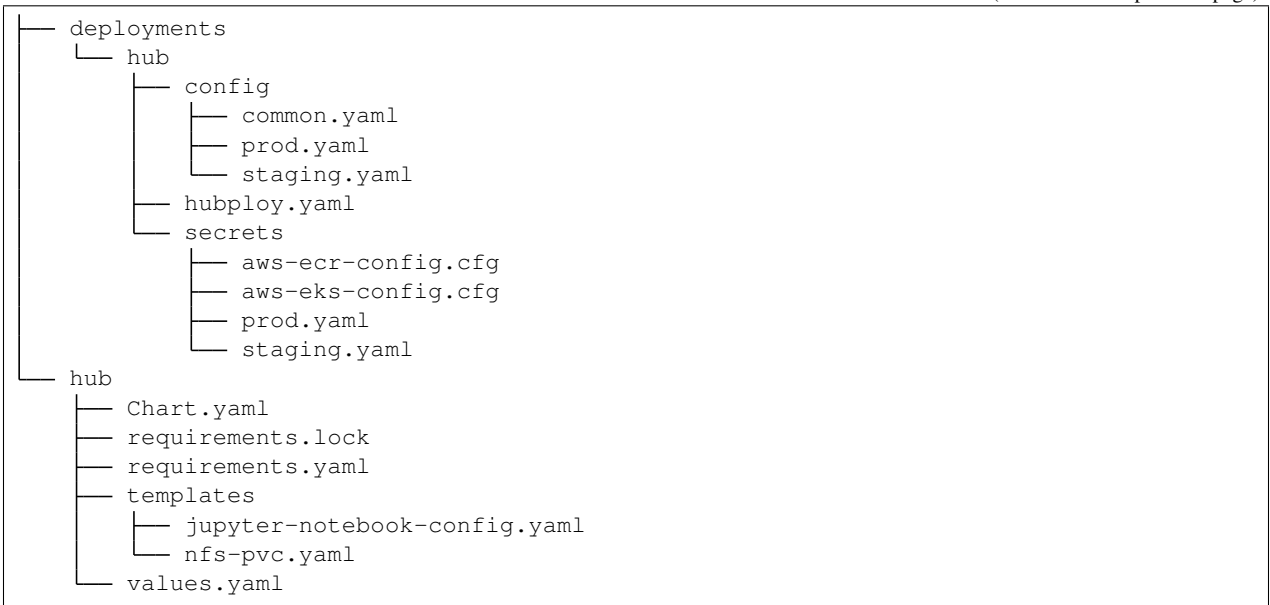 ├── deployments
│   └── hub
│       ├── config
│       │   ├── common.yaml
│       │   ├── prod.yaml
│       │   └── staging.yaml
│       ├── hubploy.yaml
│       └── secrets
│           ├── aws-ecr-config.cfg
│           ├── aws-eks-config.cfg
│           ├── prod.yaml
│           └── staging.yaml
└── hub
    ├── Chart.yaml
    ├── requirements.lock
    ├── requirements.yaml
    ├── templates
    │   ├── jupyter-notebook-config.yaml
    │   └── nfs-pvc.yaml
    └── values.yaml